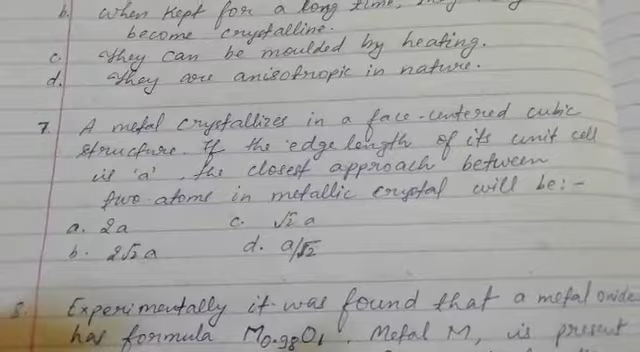 b. when kept for a long time, they
become crystalline.
c. They can be moulded by heating.
d. They are anisotropic in nature.
7. A metal crystallizes in a face-centered cubic
structure. If the edge length of its unit cell
is 'a', the closest approach between
two atoms in metallic crystal will be:-
a. 2a c. √2 a
b. 2√2 a d. a/√2
8. Experimentally it was found that a metal oxide
has formula M0.98O1. Metal M, is present